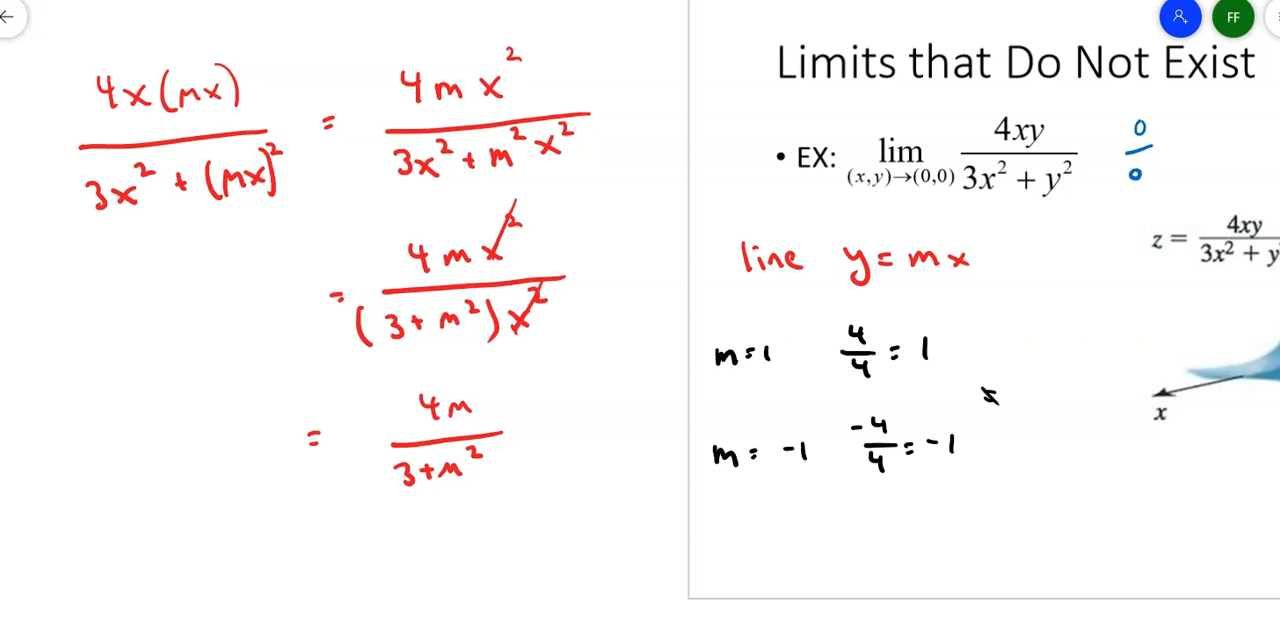 4x(mx) / 3x² + (mx)² = 4mx² / 3x² + m²x²
= 4mx² / (3 + m²)x²
= 4m / 3+m²
FF
Limits that Do Not Exist
• EX: lim (x,y)→(0,0) 4xy / 3x² + y² 0/0
z = 4xy / 3x² + y
line y = mx
m=1 4/4 = 1
m = -1 -4/4 = -1
x